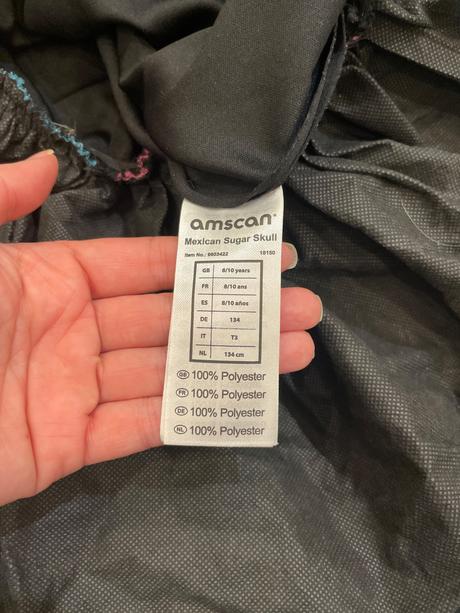 amscan®
Mexican Sugar Skull
Item No.: 9903422 18150
GB 8/10 years
FR 8/10 ans
ES 8/10 años
DE 134
IT T3
NL 134 cm
GB 100% Polyester
FR 100% Polyester
DE 100% Polyester
NL 100% Polyester